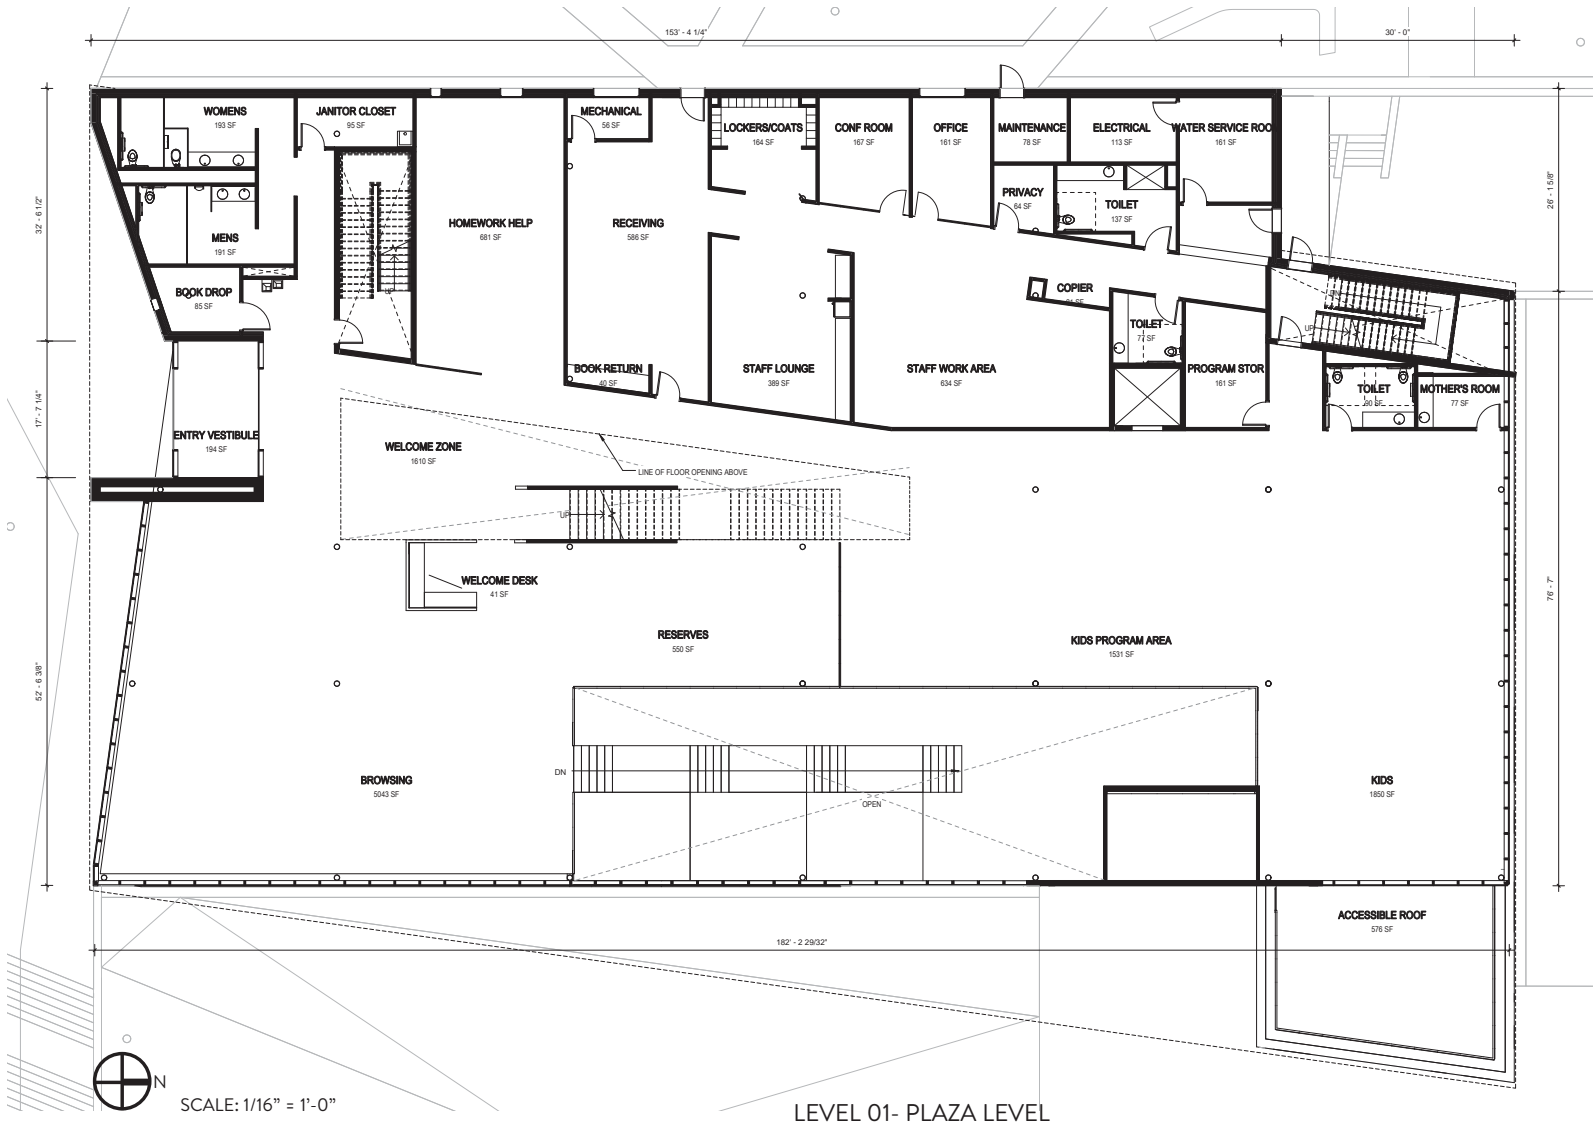 153' - 4 1/4"
30' - 0"
WOMENS
193 SF
JANITOR CLOSET
95 SF
MECHANICAL
56 SF
LOCKERS/COATS
164 SF
CONF ROOM
167 SF
OFFICE
161 SF
MAINTENANCE
78 SF
ELECTRICAL
113 SF
WATER SERVICE ROO
161 SF
32' - 6 1/2"
26' - 1 5/8"
MENS
191 SF
HOMEWORK HELP
681 SF
RECEIVING
586 SF
PRIVACY
64 SF
TOILET
137 SF
BOOK DROP
85 SF
UP
COPIER
DN
UP
TOILET
77 SF
BOOK RETURN
40 SF
STAFF LOUNGE
389 SF
STAFF WORK AREA
634 SF
PROGRAM STOR
161 SF
TOILET
90 SF
MOTHER'S ROOM
77 SF
17' - 7 1/4"
ENTRY VESTIBULE
194 SF
WELCOME ZONE
1610 SF
LINE OF FLOOR OPENING ABOVE
UP
WELCOME DESK
41 SF
76' - 7"
RESERVES
550 SF
KIDS PROGRAM AREA
1531 SF
52' - 6 3/8"
DN
BROWSING
5043 SF
OPEN
KIDS
1850 SF
ACCESSIBLE ROOF
576 SF
182' - 2 29/32"
N
SCALE: 1/16” = 1’-0”
LEVEL 01- PLAZA LEVEL